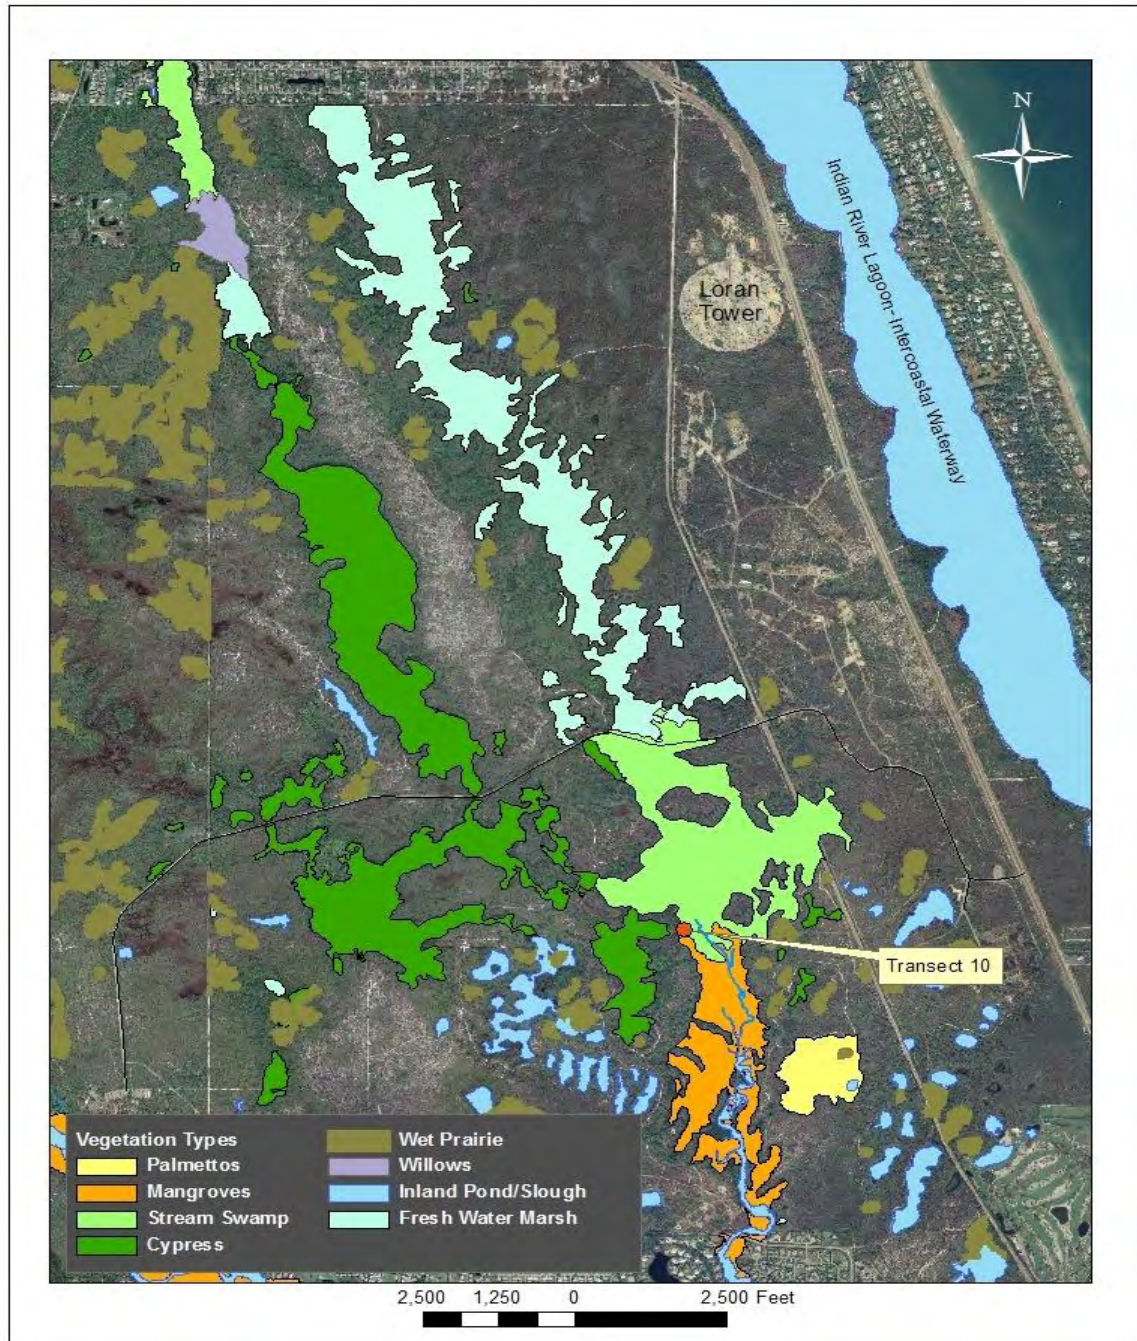 N
Indian River Lagoon- Intercoastal Waterway
Loran
Tower
Transect 10
Vegetation Types
Palmettos
Mangroves
Stream Swamp
Cypress
Wet Prairie
Willows
Inland Pond/Slough
Fresh Water Marsh
2,500 1,250 0 2,500 Feet